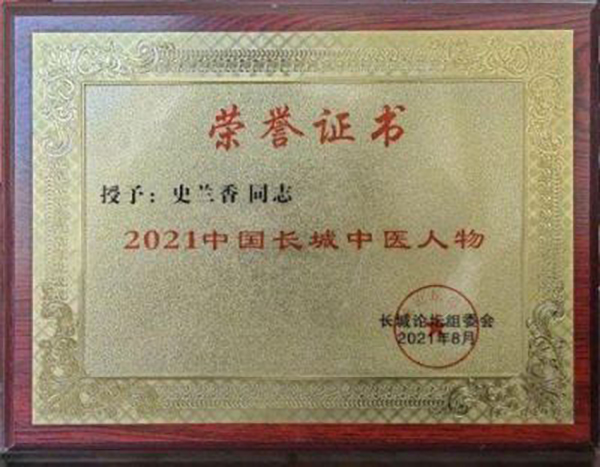 荣誉证书
授予：史兰香 同志
2021中国长城中医人物
长城论坛组委会
2021年8月